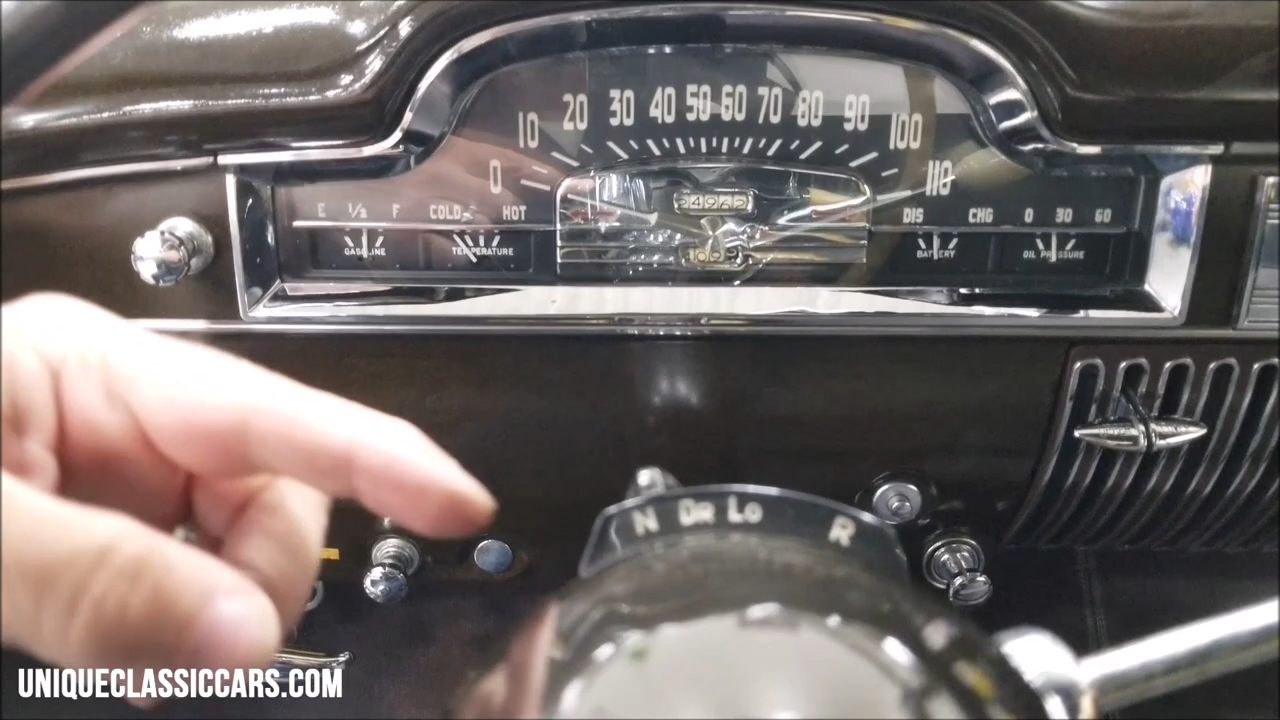 0 10 20 30 40 50 60 70 80 90 100 110
E 1/2 F COLD HOT DIS CHG 0 30 60
GASOLINE TEMPERATURE BATTERY OIL PRESSURE
N DR LO R
UNIQUECLASSICCARS.COM